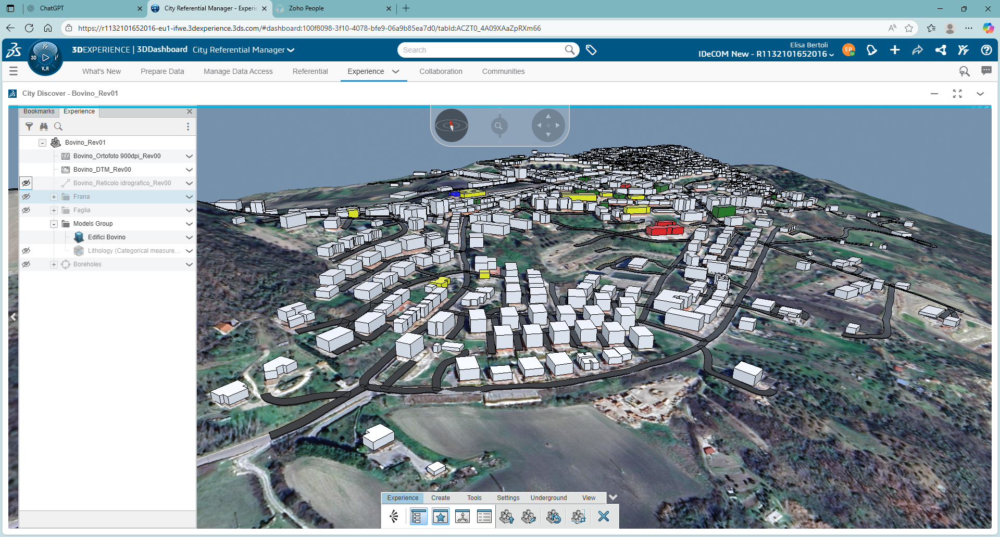 ChatGPT
City Referential Manager - Experie
Zoho People
https://r1132101652016-eu1-ifwe.3dexperience.3ds.com/#dashboard:100f8098-3f10-4078-bfe9-06a9b85ea7d0/tabId:ACZT0_4A09XAaZpRXm66
3DEXPERIENCE | 3DDashboard City Referential Manager
Search
Elisa Bertoli
IDeCOM New - R1132101652016
EB
3D
V.R
What's New
Prepare Data
Manage Data Access
Referential
Experience
Collaboration
Communities
City Discover - Bovino_Rev01
Bookmarks
Experience
Bovino_Rev01
Bovino_Ortofoto 900dpi_Rev00
Bovino_DTM_Rev00
Bovino_Reticolo idrografico_Rev00
Frana
Faglia
Models Group
Edifici Bovino
Lithology (Categorical measure...
Boreholes
Experience
Create
Tools
Settings
Underground
View